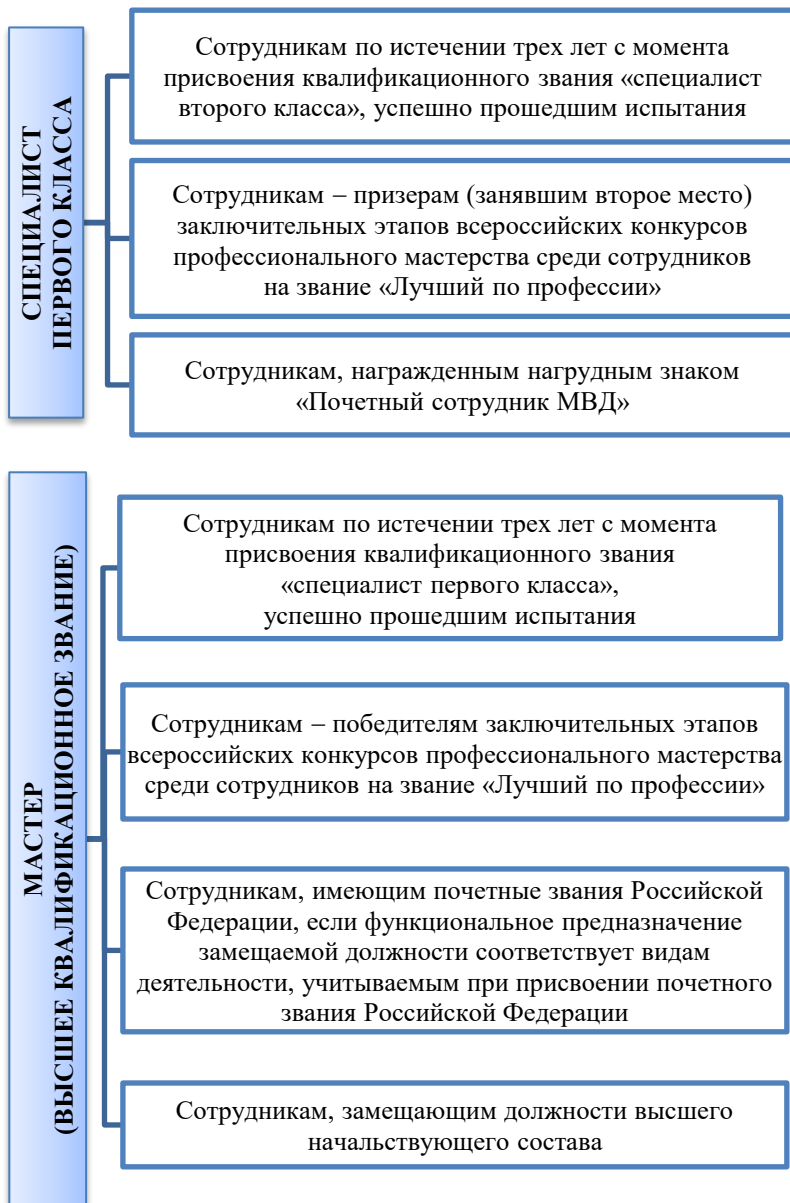 СПЕЦИАЛИСТ
ПЕРВОГО КЛАССА
Сотрудникам по истечении трех лет с момента
присвоения квалификационного звания «специалист
второго класса», успешно прошедшим испытания
Сотрудникам – призерам (занявшим второе место)
заключительных этапов всероссийских конкурсов
профессионального мастерства среди сотрудников
на звание «Лучший по профессии»
Сотрудникам, награжденным нагрудным знаком
«Почетный сотрудник МВД»
МАСТЕР
(ВЫСШЕЕ КВАЛИФИКАЦИОННОЕ ЗВАНИЕ)
Сотрудникам по истечении трех лет с момента
присвоения квалификационного звания
«специалист первого класса»,
успешно прошедшим испытания
Сотрудникам – победителям заключительных этапов
всероссийских конкурсов профессионального мастерства
среди сотрудников на звание «Лучший по профессии»
Сотрудникам, имеющим почетные звания Российской
Федерации, если функциональное предназначение
замещаемой должности соответствует видам
деятельности, учитываемым при присвоении почетного
звания Российской Федерации
Сотрудникам, замещающим должности высшего
начальствующего состава